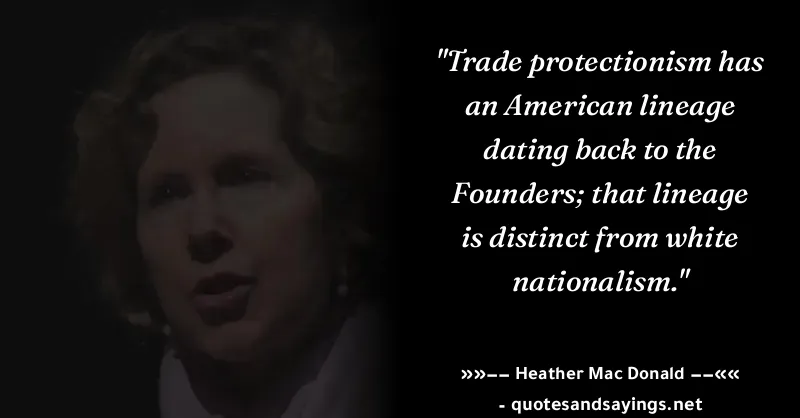 "Trade protectionism has
an American lineage
dating back to the
Founders; that lineage
is distinct from white
nationalism."
»»−− Heather Mac Donald −−««
- quotesandsayings.net